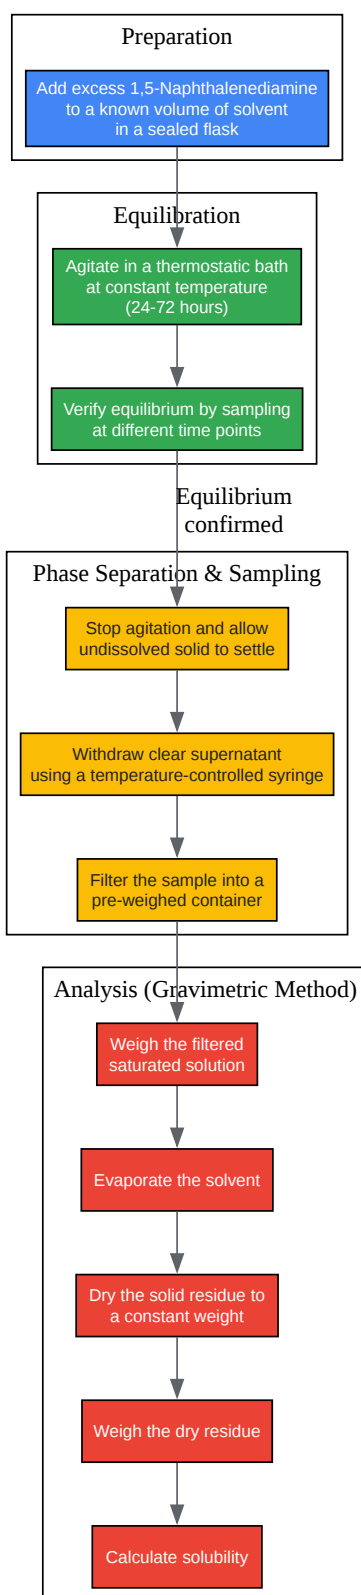 Preparation
Add excess 1,5-Naphthalenediamine
to a known volume of solvent
in a sealed flask
Equilibration
Agitate in a thermostatic bath
at constant temperature
(24-72 hours)
Verify equilibrium by sampling
at different time points
Equilibrium
confirmed
Phase Separation & Sampling
Stop agitation and allow
undissolved solid to settle
Withdraw clear supernatant
using a temperature-controlled syringe
Filter the sample into a
pre-weighed container
Analysis (Gravimetric Method)
Weigh the filtered
saturated solution
Evaporate the solvent
Dry the solid residue to
a constant weight
Weigh the dry residue
Calculate solubility